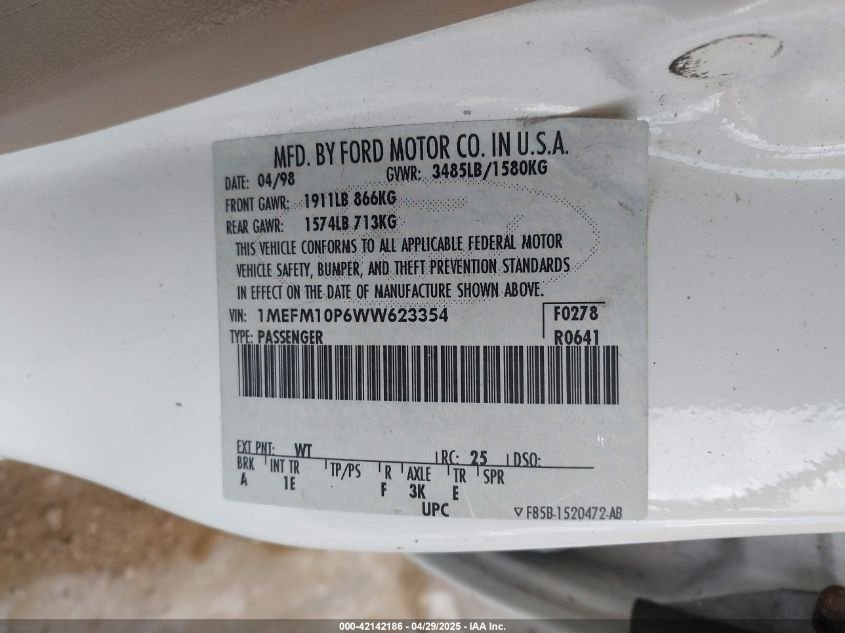 MFD. BY FORD MOTOR CO. IN U.S.A.
DATE: 04/98 GVWR: 3485LB/1580KG
FRONT GAWR: 1911LB 866KG
REAR GAWR: 1574LB 713KG
THIS VEHICLE CONFORMS TO ALL APPLICABLE FEDERAL MOTOR
VEHICLE SAFETY, BUMPER, AND THEFT PREVENTION STANDARDS
IN EFFECT ON THE DATE OF MANUFACTURE SHOWN ABOVE.
VIN: 1MEFM10P6WW623354 F0278
TYPE: PASSENGER R0641
EXT PNT: WT RC: 25 DSO:
BRK INT TR TP/PS R AXLE TR SPR
A 1E F 3K E
UPC ▽ F85B-1520472-AB
000-42142186 - 04/29/2025 - IAA Inc.